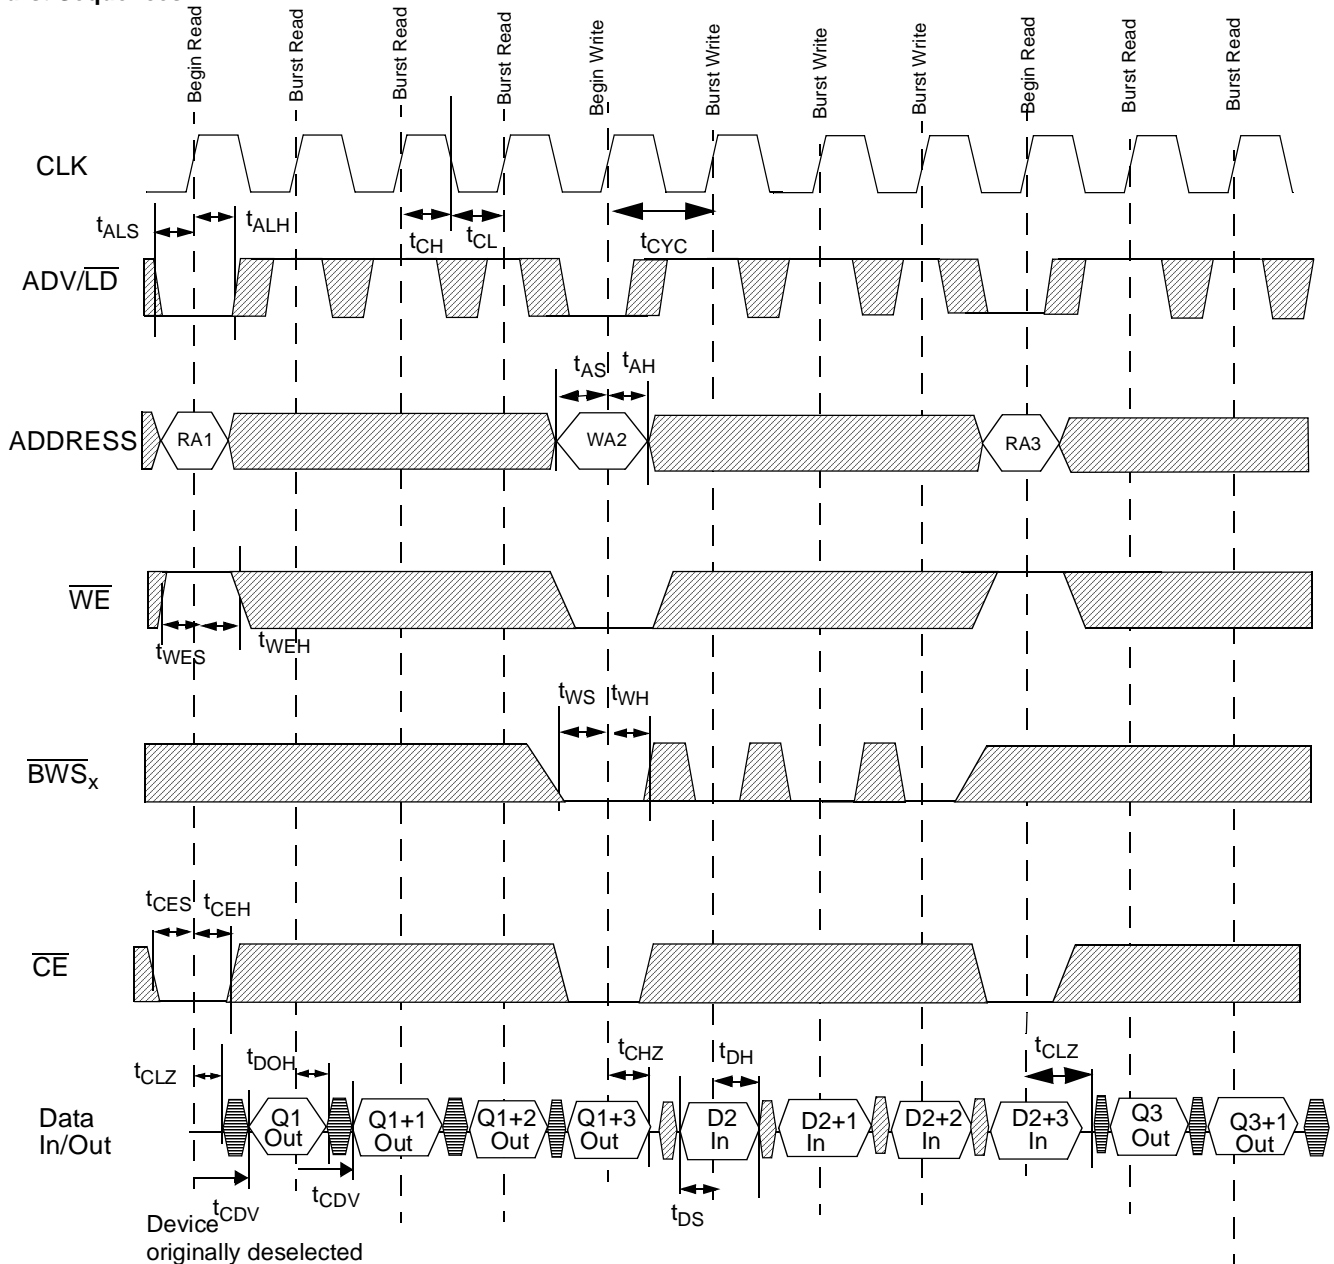 Begin Read
Burst Read
Burst Read
Burst Read
Begin Write
Burst Write
Burst Write
Burst Write
Begin Read
Burst Read
Burst Read
CLK
tALS
tALH
tCH
tCL
tCYC
ADV/LD
tAS
tAH
ADDRESS
RA1
WA2
RA3
WE
tWES
tWEH
tWS
tWH
BWSx
tCES
tCEH
CE
tCLZ
tDOH
tCHZ
tDH
tCLZ
Data
In/Out
Q1
Out
Q1+1
Out
Q1+2
Out
Q1+3
Out
D2
In
D2+1
In
D2+2
In
D2+3
In
Q3
Out
Q3+1
Out
tCDV
tCDV
tDS
Device
originally deselected